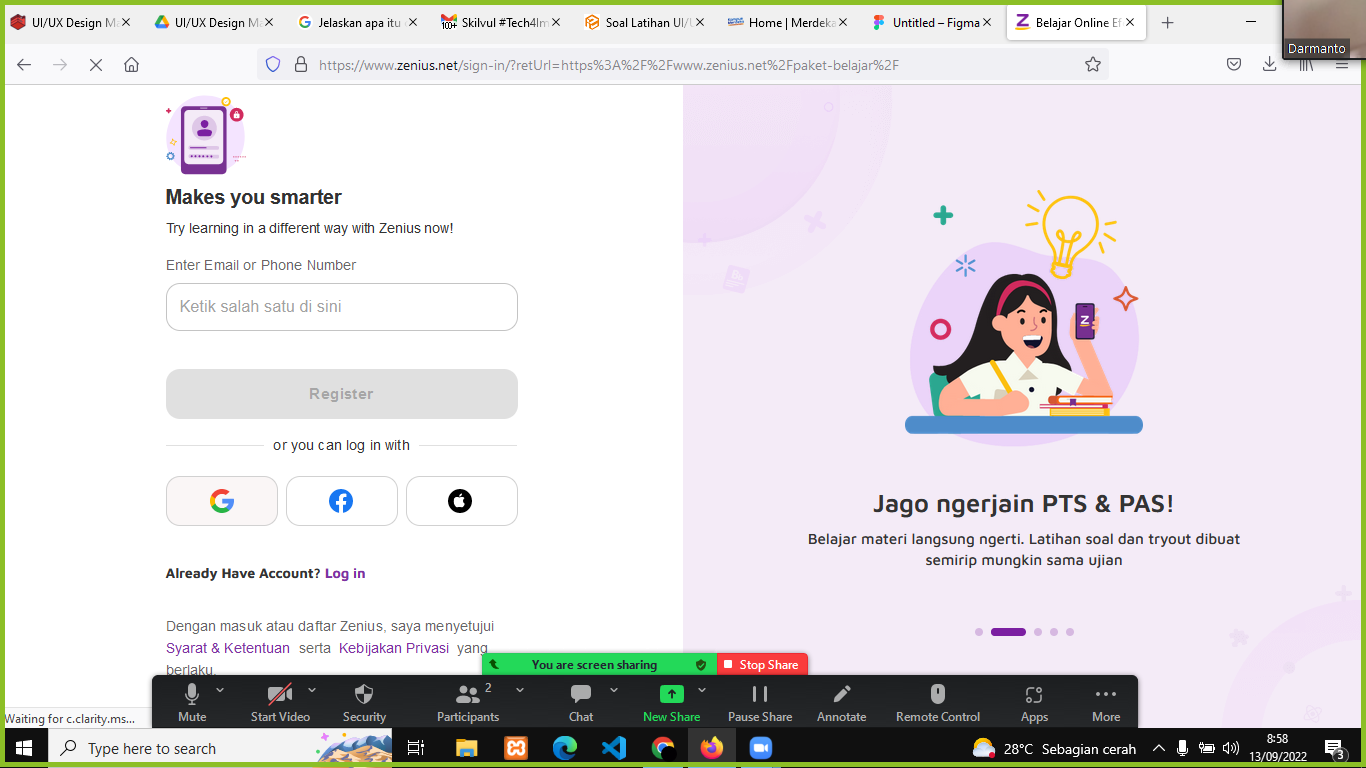 UI/UX Design Ma
UI/UX Design Ma
Jelaskan apa itu
Skilvul #Tech4Im
Soal Latihan UI/U
Home | Merdeka
Untitled – Figma
Belajar Online Ef
Darmanto
https://www.zenius.net/sign-in/?retUrl=https%3A%2F%2Fwww.zenius.net%2Fpaket-belajar%2F
Makes you smarter
Try learning in a different way with Zenius now!
Enter Email or Phone Number
Ketik salah satu di sini
Register
or you can log in with
Already Have Account? Log in
Dengan masuk atau daftar Zenius, saya menyetujui
Syarat & Ketentuan serta Kebijakan Privasi yang
berlaku.
Z
Jago ngerjain PTS & PAS!
Belajar materi langsung ngerti. Latihan soal dan tryout dibuat
semirip mungkin sama ujian
You are screen sharing
Stop Share
Mute
Start Video
Security
Participants
2
Chat
New Share
Pause Share
Annotate
Remote Control
Apps
More
Waiting for c.clarity.ms...
Type here to search
28°C Sebagian cerah
8:58
13/09/2022
3